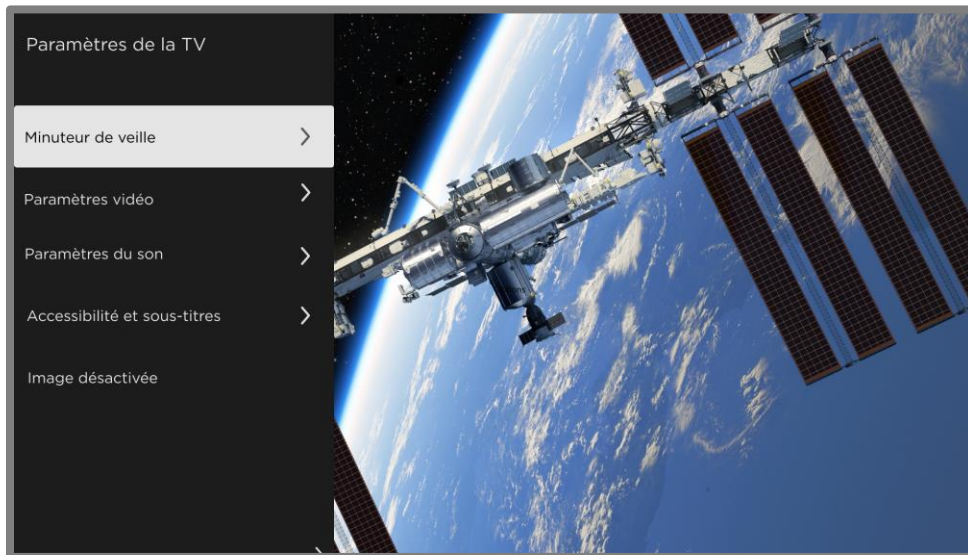 Paramètres de la TV
Minuteur de veille
Paramètres vidéo
Paramètres du son
Accessibilité et sous-titres
Image désactivée